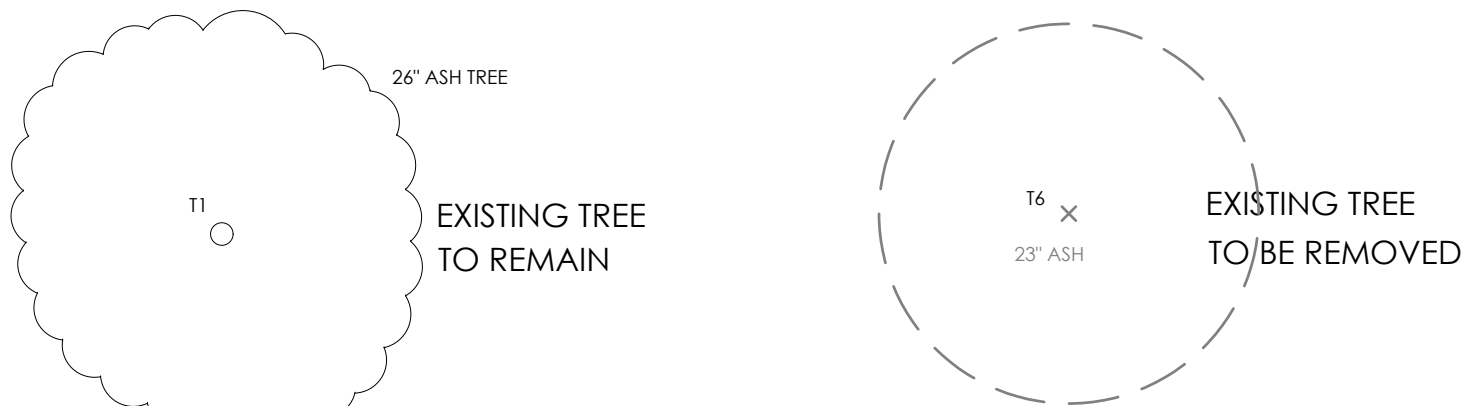 26" ASH TREE
T1
EXISTING TREE
TO REMAIN
T6
23" ASH
EXISTING TREE
TO BE REMOVED